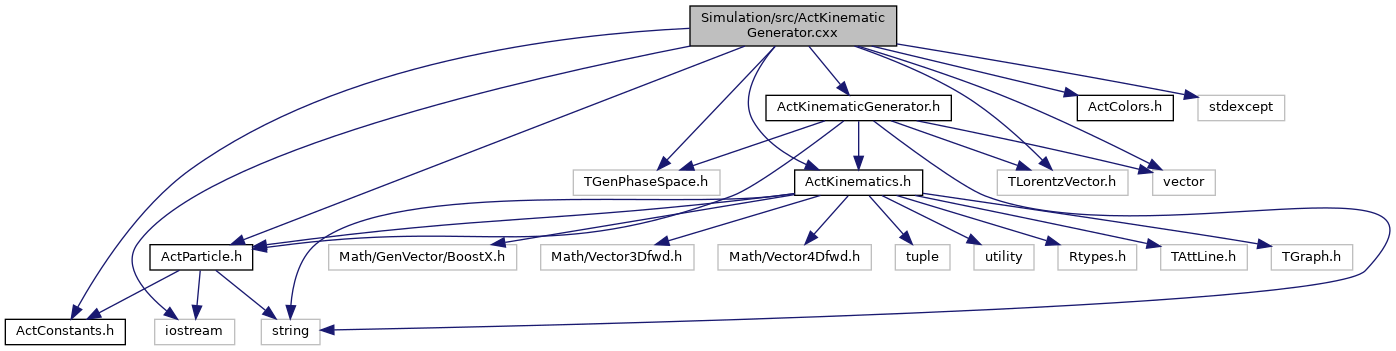 Simulation/src/ActKinematic
Generator.cxx
ActKinematicGenerator.h
ActColors.h
stdexcept
TGenPhaseSpace.h
ActKinematics.h
TLorentzVector.h
vector
ActParticle.h
Math/GenVector/BoostX.h
Math/Vector3Dfwd.h
Math/Vector4Dfwd.h
tuple
utility
Rtypes.h
TAttLine.h
TGraph.h
ActConstants.h
iostream
string